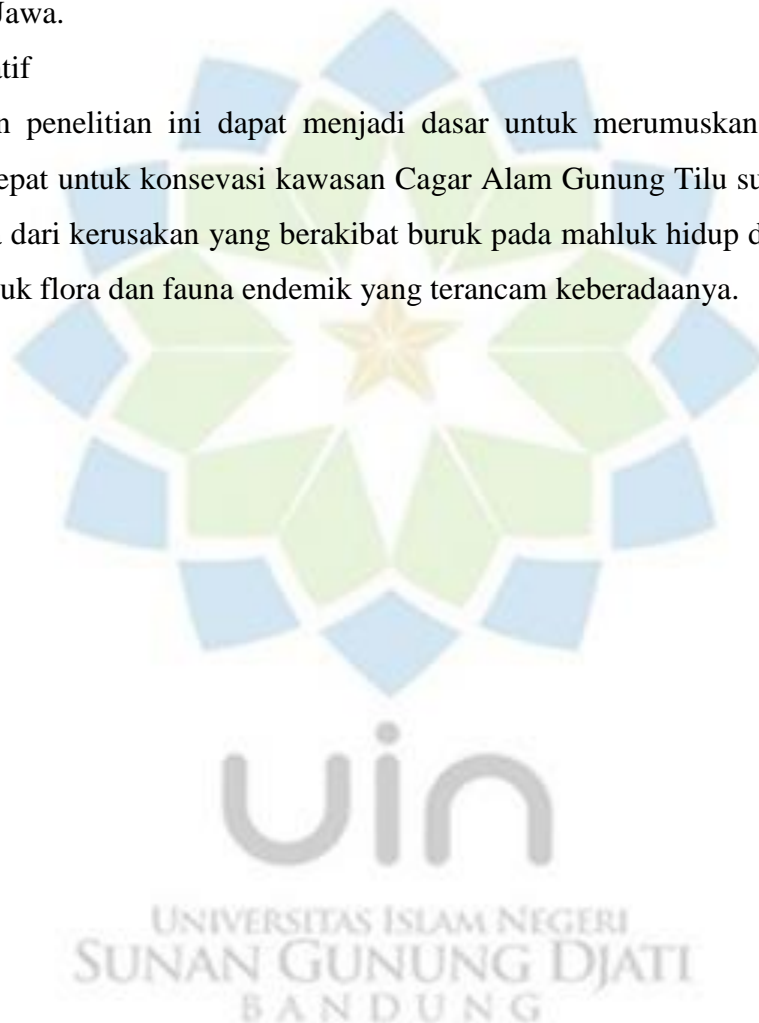 Jawa.
atif
n penelitian ini dapat menjadi dasar untuk merumuskan
epat untuk konsevasi kawasan Cagar Alam Gunung Tilu su
a dari kerusakan yang berakibat buruk pada mahluk hidup d
uk flora dan fauna endemik yang terancam keberadaanya.
uin
UNIVERSITAS ISLAM NEGERI
SUNAN GUNUNG DJATI
BANDUNG